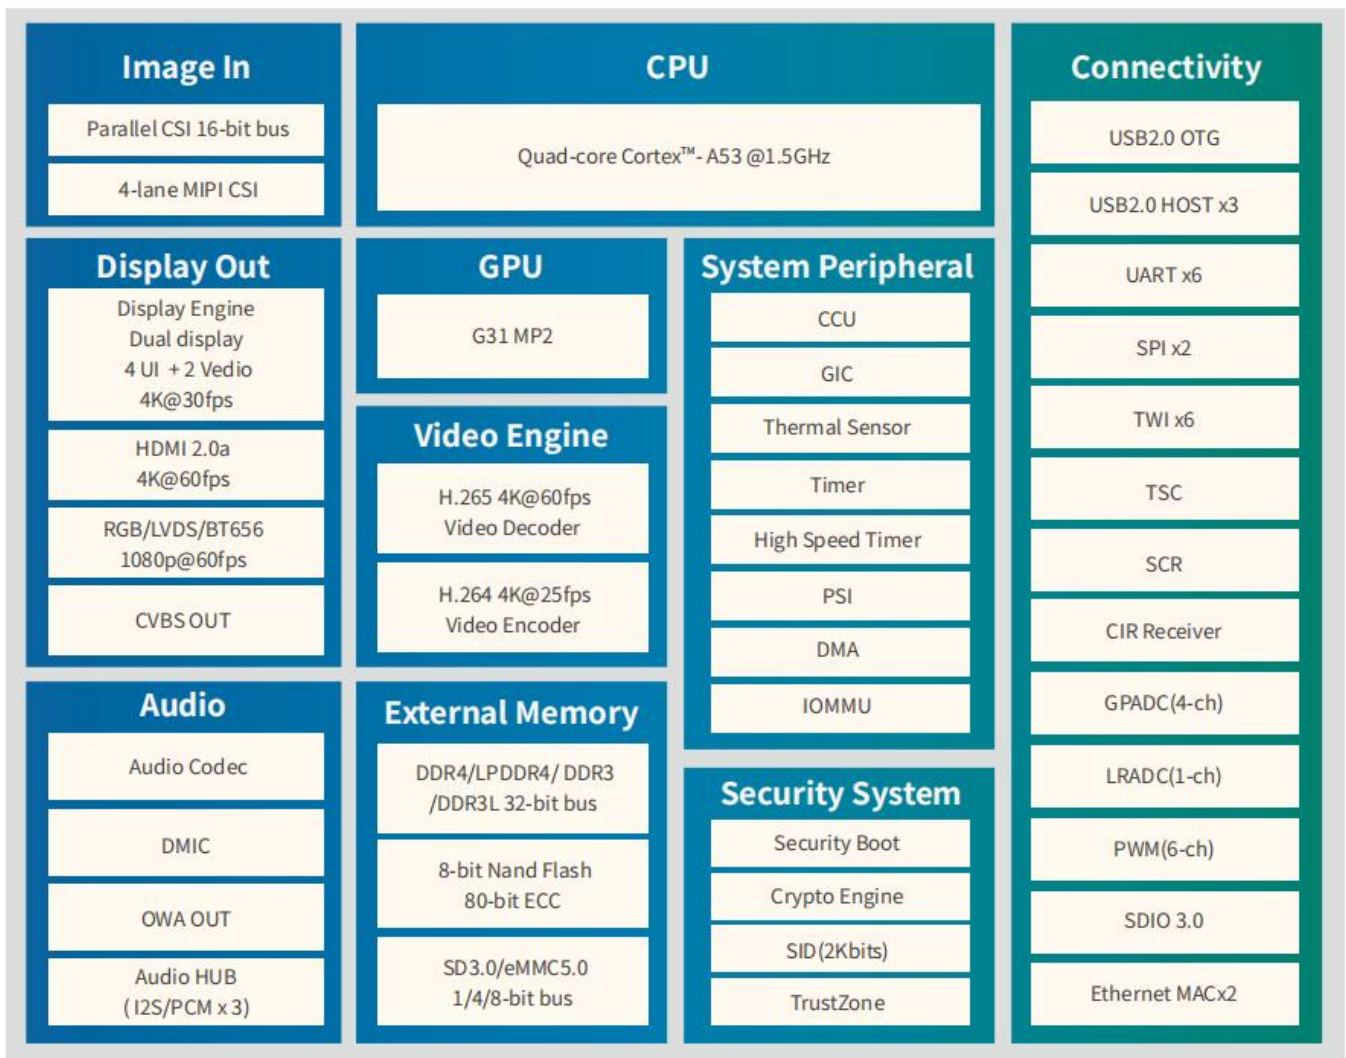 Image In
Parallel CSI 16-bit bus
4-lane MIPI CSI
CPU
Quad-core Cortex™- A53 @1.5GHz
Connectivity
USB2.0 OTG
USB2.0 HOST x3
UART x6
SPI x2
TWI x6
TSC
SCR
CIR Receiver
GPADC(4-ch)
LRADC(1-ch)
PWM(6-ch)
SDIO 3.0
Ethernet MACx2
Display Out
Display Engine
Dual display
4 UI + 2 Vedio
4K@30fps
HDMI 2.0a
4K@60fps
RGB/LVDS/BT656
1080p@60fps
CVBS OUT
GPU
G31 MP2
Video Engine
H.265 4K@60fps
Video Decoder
H.264 4K@25fps
Video Encoder
System Peripheral
CCU
GIC
Thermal Sensor
Timer
High Speed Timer
PSI
DMA
IOMMU
Audio
Audio Codec
DMIC
OWA OUT
Audio HUB
( I2S/PCM x 3)
External Memory
DDR4/LPDDR4/ DDR3
/DDR3L 32-bit bus
8-bit Nand Flash
80-bit ECC
SD3.0/eMMC5.0
1/4/8-bit bus
Security System
Security Boot
Crypto Engine
SID(2Kbits)
TrustZone